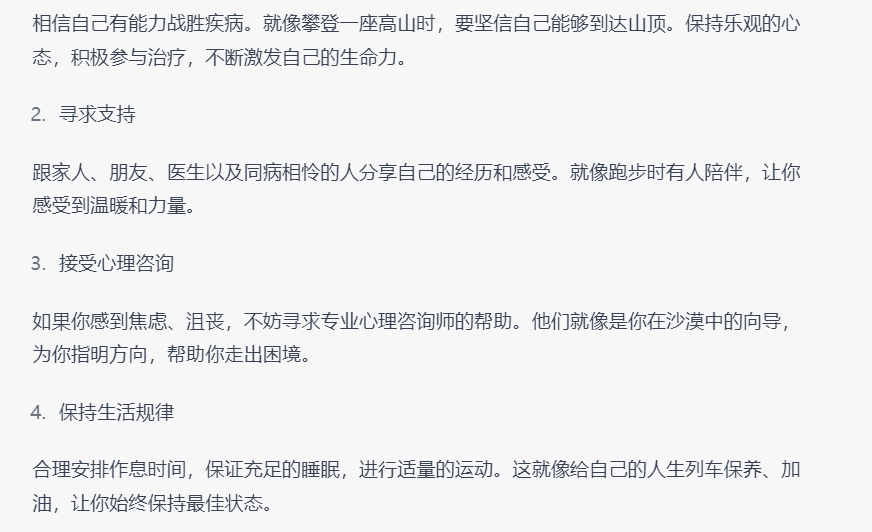 相信自己有能力战胜疾病。就像攀登一座高山时，要坚信自己能够到达山顶。保持乐观的心
态，积极参与治疗，不断激发自己的生命力。
2. 寻求支持
跟家人、朋友、医生以及同病相怜的人分享自己的经历和感受。就像跑步时有人陪伴，让你
感受到温暖和力量。
3. 接受心理咨询
如果你感到焦虑、沮丧，不妨寻求专业心理咨询师的帮助。他们就像是你在沙漠中的向导，
为你指明方向，帮助你走出困境。
4. 保持生活规律
合理安排作息时间，保证充足的睡眠，进行适量的运动。这就像给自己的人生列车保养、加
油，让你始终保持最佳状态。